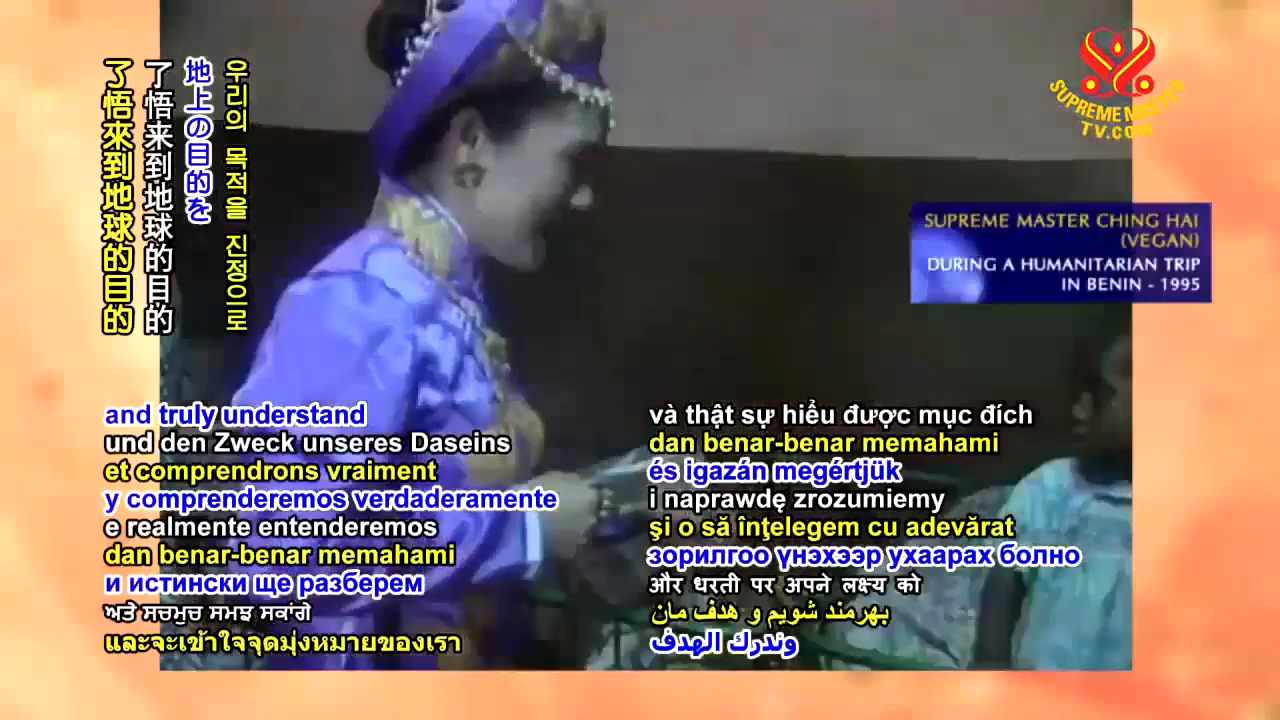 우리의 목적을 진정으로
地上の目的を
了悟来到地球的目的
了悟來到地球的目的
SUPREME MASTER
TV.COM
SUPREME MASTER CHING HAI
(VEGAN)
DURING A HUMANITARIAN TRIP
IN BENIN - 1995
and truly understand
und den Zweck unseres Daseins
et comprendrons vraiment
y comprenderemos verdaderamente
e realmente entenderemos
dan benar-benar memahami
и истински ще разберем
ਅਤੇ ਸਚਮੁਚ ਸਮਝ ਸਕਾਂਗੇ
และจะเข้าใจจุดมุ่งหมายของเรา
và thật sự hiểu được mục đích
dan benar-benar memahami
és igazán megértjük
i naprawdę zrozumiemy
şi o să înţelegem cu adevărat
зорилгоо үнэхээр ухаарах болно
और धरती पर अपने लक्ष्य को
بهرمند شویم و هدف مان
وندرك الهدف